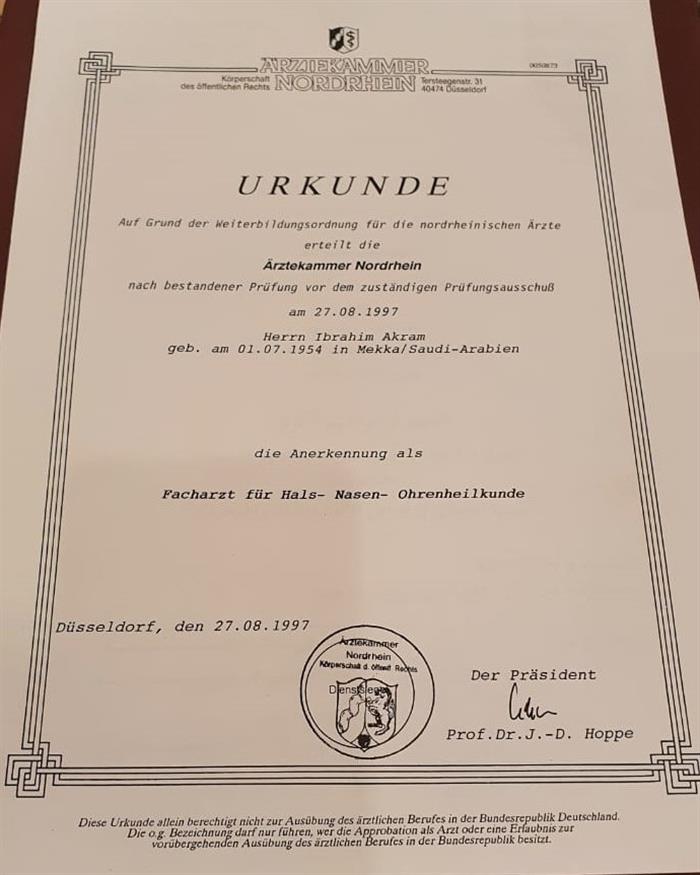 0050873
ÄRZTEKAMMER
NORDRHEIN
Körperschaft
des öffentlichen Rechts
Tersteegenstr. 31
40474 Düsseldorf
URKUNDE
Auf Grund der Weiterbildungsordnung für die nordrheinischen Ärzte
erteilt die
Ärztekammer Nordrhein
nach bestandener Prüfung vor dem zuständigen Prüfungsausschuß
am 27.08.1997
Herrn Ibrahim Akram
geb. am 01.07.1954 in Mekka/Saudi-Arabien
die Anerkennung als
Facharzt für Hals- Nasen- Ohrenheilkunde
Düsseldorf, den 27.08.1997
Ärztekammer
Nordrhein
Körperschaft d. öffentl. Rechts
Dienstsiegel
Der Präsident
Prof.Dr.J.-D. Hoppe
Diese Urkunde allein berechtigt nicht zur Ausübung des ärztlichen Berufes in der Bundesrepublik Deutschland.
Die o.g. Bezeichnung darf nur führen, wer die Approbation als Arzt oder eine Erlaubnis zur
vorübergehenden Ausübung des ärztlichen Berufes in der Bundesrepublik besitzt.